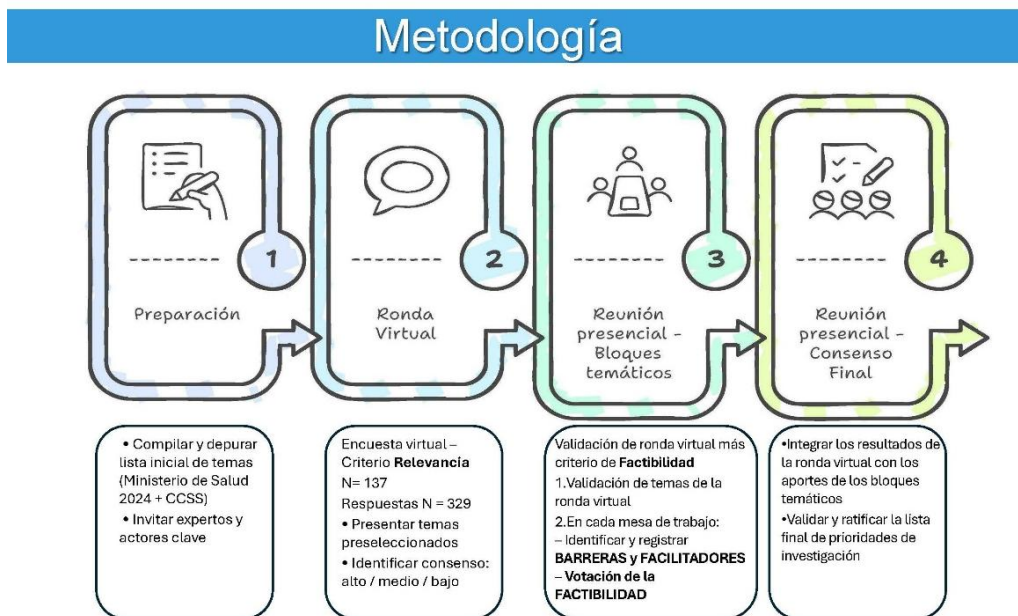 Metodología
1
Preparación
2
Ronda
Virtual
3
Reunión
presencial -
Bloques
temáticos
4
Reunión
presencial -
Consenso
Final
• Compilar y depurar
lista inicial de temas
(Ministerio de Salud
2024 + CCSS)
• Invitar expertos y
actores clave
Encuesta virtual –
Criterio Relevancia
N= 137
Respuestas N = 329
• Presentar temas
preseleccionados
• Identificar consenso:
alto / medio / bajo
Validación de ronda virtual más
criterio de Factibilidad
1.Validación de temas de la
ronda virtual
2.En cada mesa de trabajo:
– Identificar y registrar
BARRERAS y FACILITADORES
– Votación de la
FACTIBILIDAD
•Integrar los resultados de
la ronda virtual con los
aportes de los bloques
temáticos
•Validar y ratificar la lista
final de prioridades de
investigación